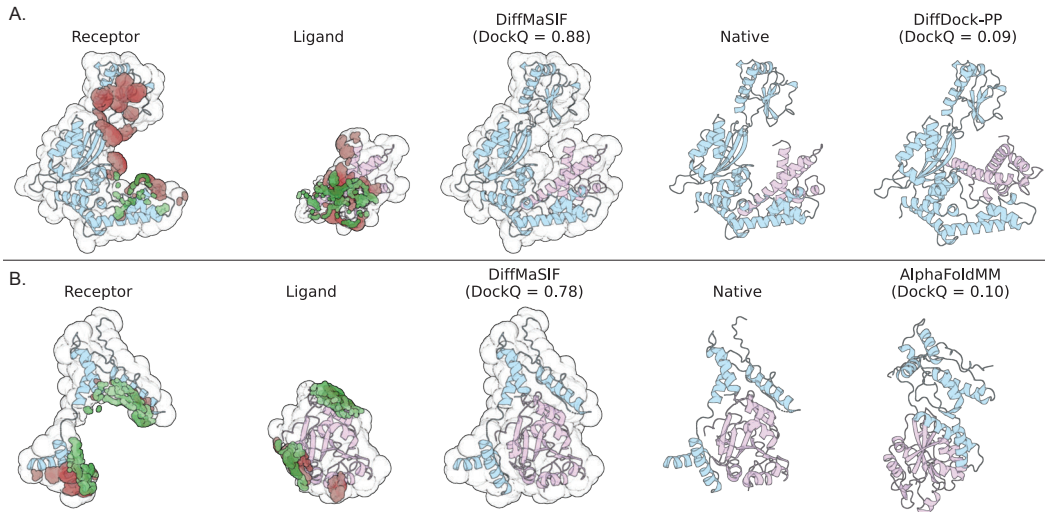 A.
Receptor
Ligand
DiffMaSIF
(DockQ = 0.88)
Native
DiffDock-PP
(DockQ = 0.09)
B.
Receptor
Ligand
DiffMaSIF
(DockQ = 0.78)
Native
AlphaFoldMM
(DockQ = 0.10)